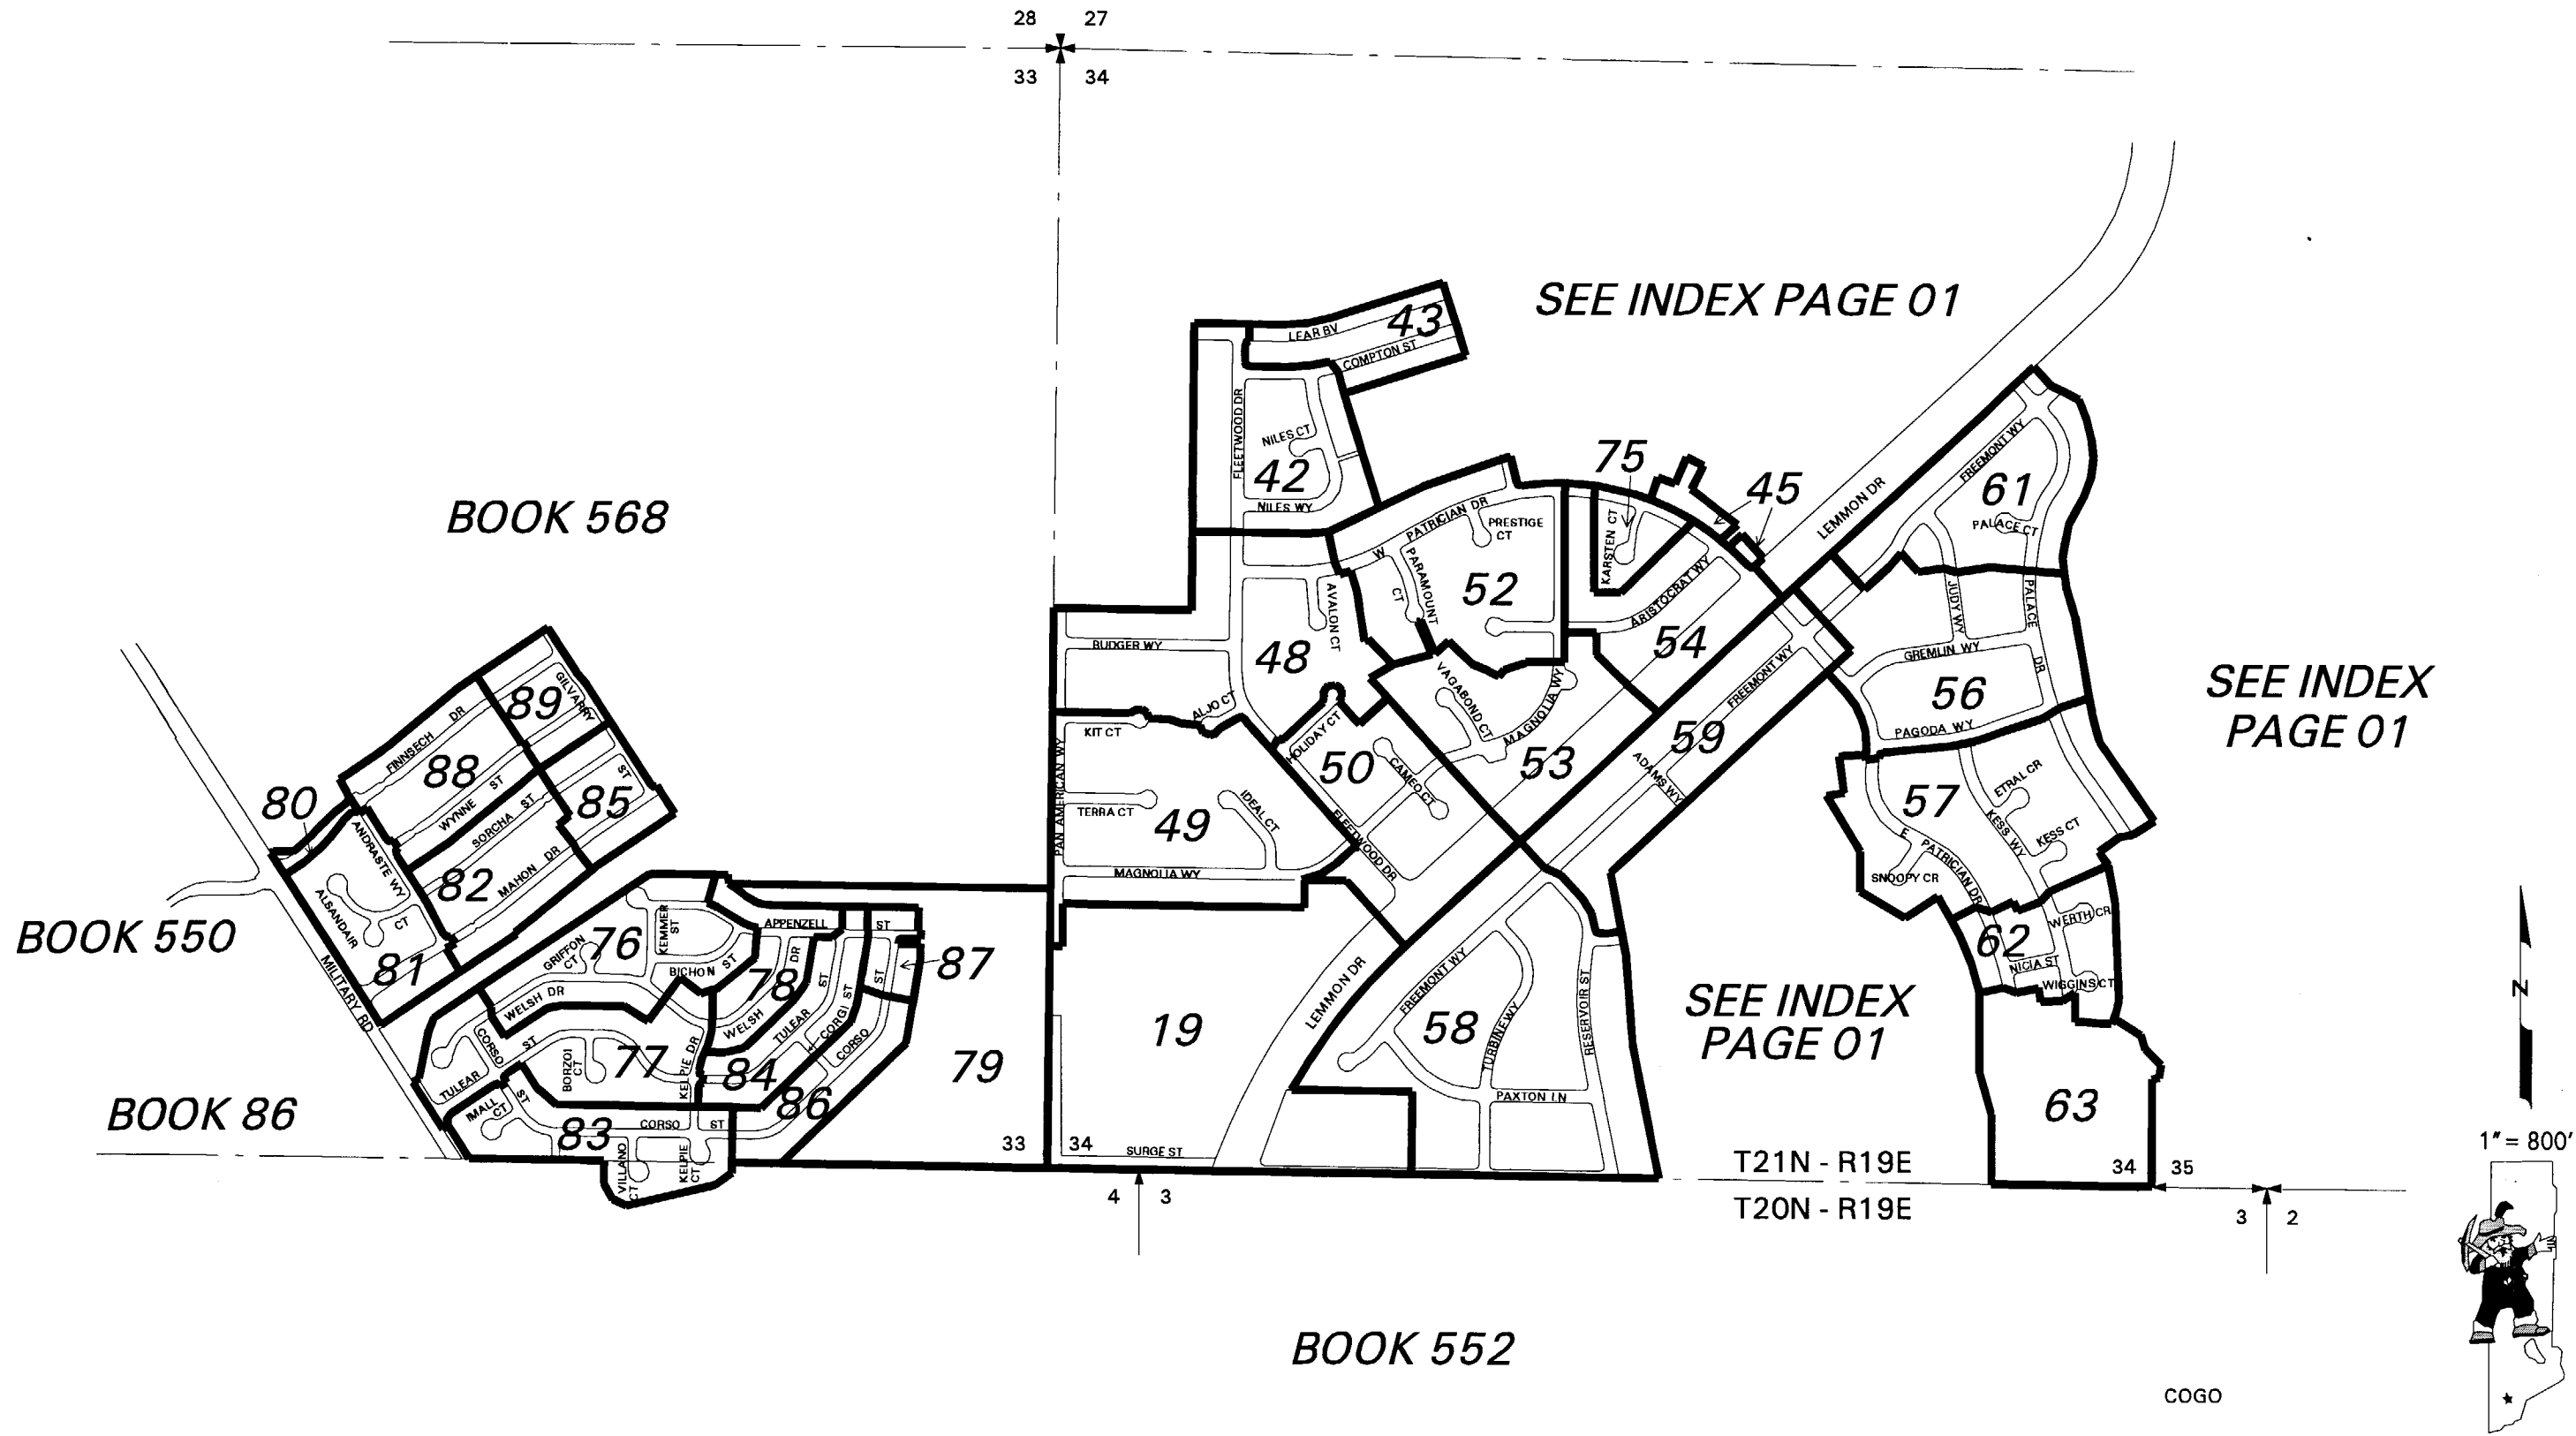 28 27
33 34
SEE INDEX PAGE 01
LEAR BV
43
COMPTON ST
FLEETWOOD DR
NILES CT
42
NILES WY
75
45
LEMMON DR
FREEMONT WY
61
PALACE CT
BOOK 568
W PATRICIAN DR
PRESTIGE
CT
KARSTEN CT
PARAMOUNT
CT
52
AVALON CT
ARISTOCRAT WY
54
JUDY WY
PALACE
DR
BUDGER WY
48
VAGABOND CT
MAGNOLIA WY
FREEMONT WY
GREMLIN WY
56
PAGODA WY
SEE INDEX
PAGE 01
GILVARRY
ST
89
FINNSECH DR
88
WYNNE ST
SORCHA ST
85
80
ANDRASTE WY
82
MAHON DR
ALSANDAIR
CT
81
MILITARY RD
ALJO CT
KIT CT
HOLIDAY CT
50
CAMEO CT
53
59
ADAMS WY
PAN AMERICAN WY
TERRA CT
49
IDEAL CT
FLEETWOOD DR
MAGNOLIA WY
57
ETRAL CR
KESS WY
KESS CT
E PATRICIAN DR
SNOOPY CR
WERTH CR
62
NICIA ST
WIGGINS CT
BOOK 550
KEMMER
ST
GRIFFON
CT
76
BICHON ST
APPENZELL ST
DR
78
WELSH
WELSH DR
ST
TULEAR
CORGI ST
ST
CORSO
87
CORSO
ST
TULEAR
BORZOI
CT
77
KELPIE DR
84
86
79
19
LEMMON DR
FREEMONT WY
58
TURBINE WY
RESERVOIR ST
PAXTON LN
SEE INDEX
PAGE 01
63
BOOK 86
IMALL
CT
ST
83
CORSO ST
VILLANO
CT
KELPIE
CT
33 34
SURGE ST
T21N - R19E
34 35
T20N - R19E
4 3
3 2
N
1" = 800'
BOOK 552
COGO